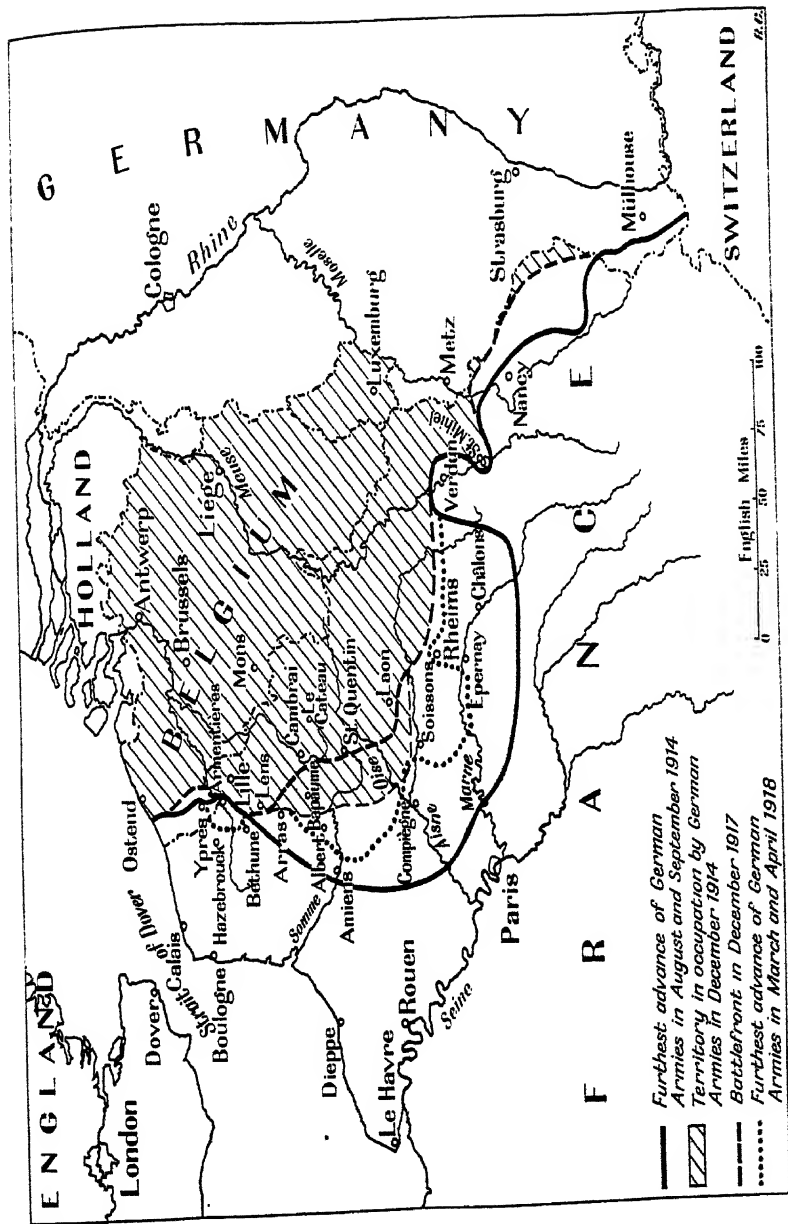 ENGLAND
London
Dover
Strait of Dover
Calais
Boulogne
Hazebrouck
Ypres
Ostend
Armentières
Lille
Béthune
Lens
Arras
Bapaume
Albert
Amiens
Somme
Dieppe
Le Havre
Rouen
Seine
Paris
HOLLAND
Antwerp
Brussels
BELGIUM
Mons
Cambrai
Le
Cateau
St. Quentin
Laon
Oise
Compiegne
Aisne
Soissons
Rheims
Marne
Epernay
Châlons
Liege
Meuse
Verdun
St. Mihiel
Luxemburg
Metz
Nancy
Moselle
Cologne
Rhine
GERMANY
Strasburg
Mülhouse
SWITZERLAND
FRANCE
Furthest advance of German
Armies in August and September 1914
Territory in occupation by German
Armies in December 1914
Battlefront in December 1917
Furthest advance of German
Armies in March and April 1918
0 25 50 75 100
English Miles